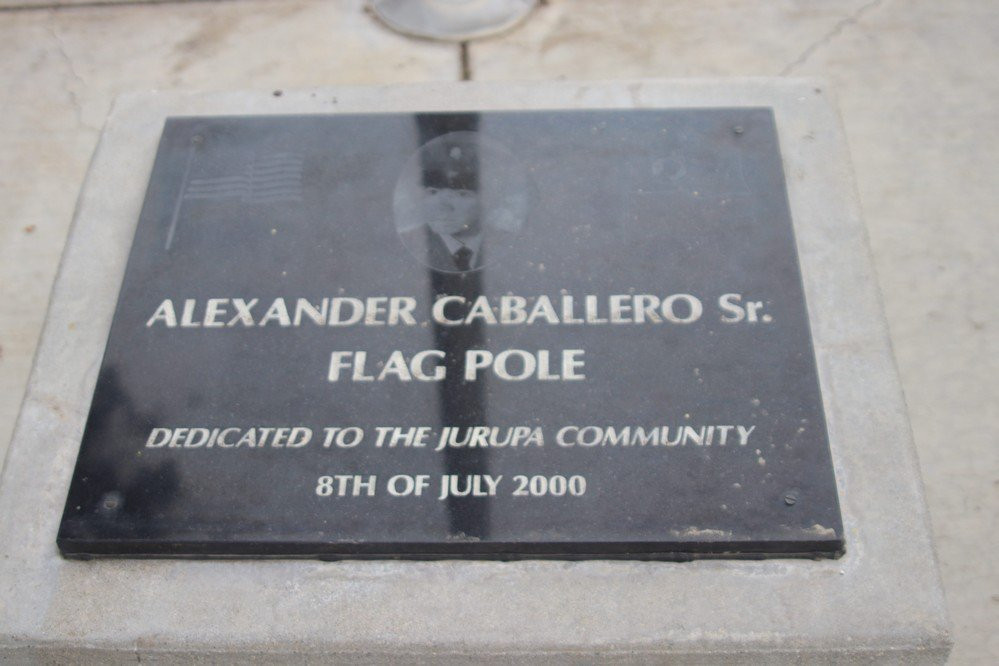 ALEXANDER CABALLERO Sr.
FLAG POLE
DEDICATED TO THE JURUPA COMMUNITY
8TH OF JULY 2000